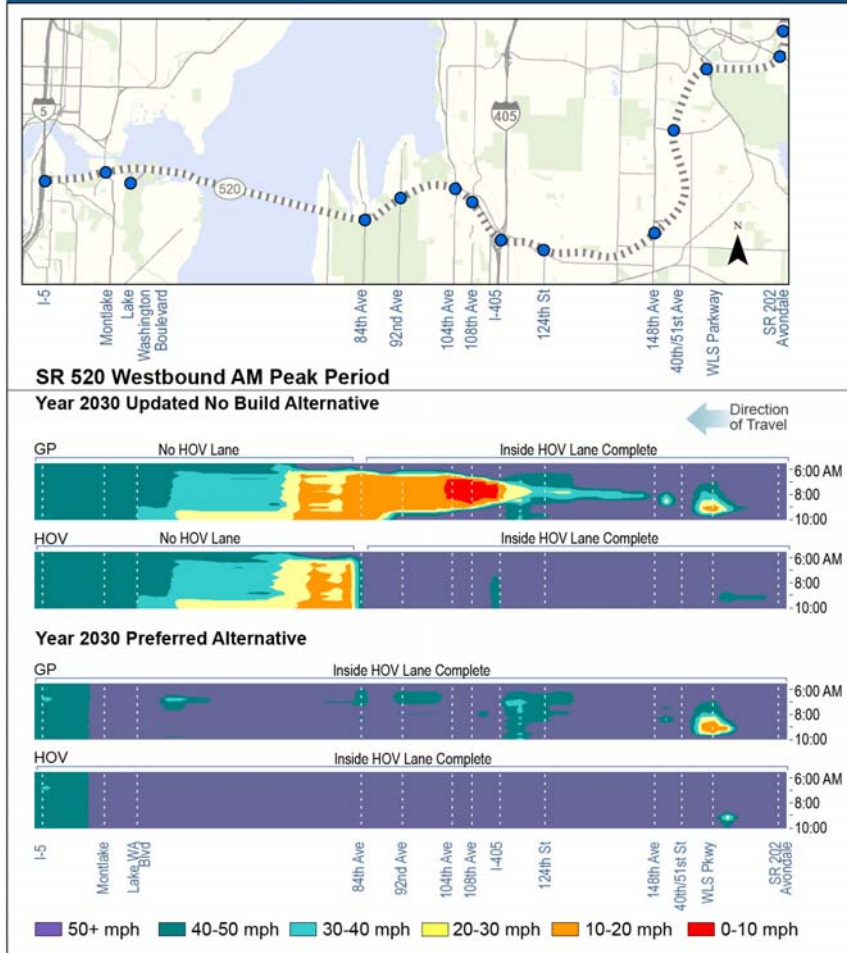 5
405
520
N
I-5
Montlake
Lake
Washington
Boulevard
84th Ave
92nd Ave
104th Ave
108th Ave
I-405
124th St
148th Ave
40th/51st Ave
WLS Parkway
SR 202
Avondale
SR 520 Westbound AM Peak Period
Year 2030 Updated No Build Alternative
Direction
of Travel
GP
No HOV Lane
Inside HOV Lane Complete
6:00 AM
8:00
10:00
HOV
No HOV Lane
Inside HOV Lane Complete
6:00 AM
8:00
10:00
Year 2030 Preferred Alternative
GP
Inside HOV Lane Complete
6:00 AM
8:00
10:00
HOV
Inside HOV Lane Complete
6:00 AM
8:00
10:00
I-5
Montlake
Lake WA
Blvd
84th Ave
92nd Ave
104th Ave
108th Ave
I-405
124th St
148th Ave
40th/51st St
WLS Pkwy
SR 202
Avondale
50+ mph
40-50 mph
30-40 mph
20-30 mph
10-20 mph
0-10 mph